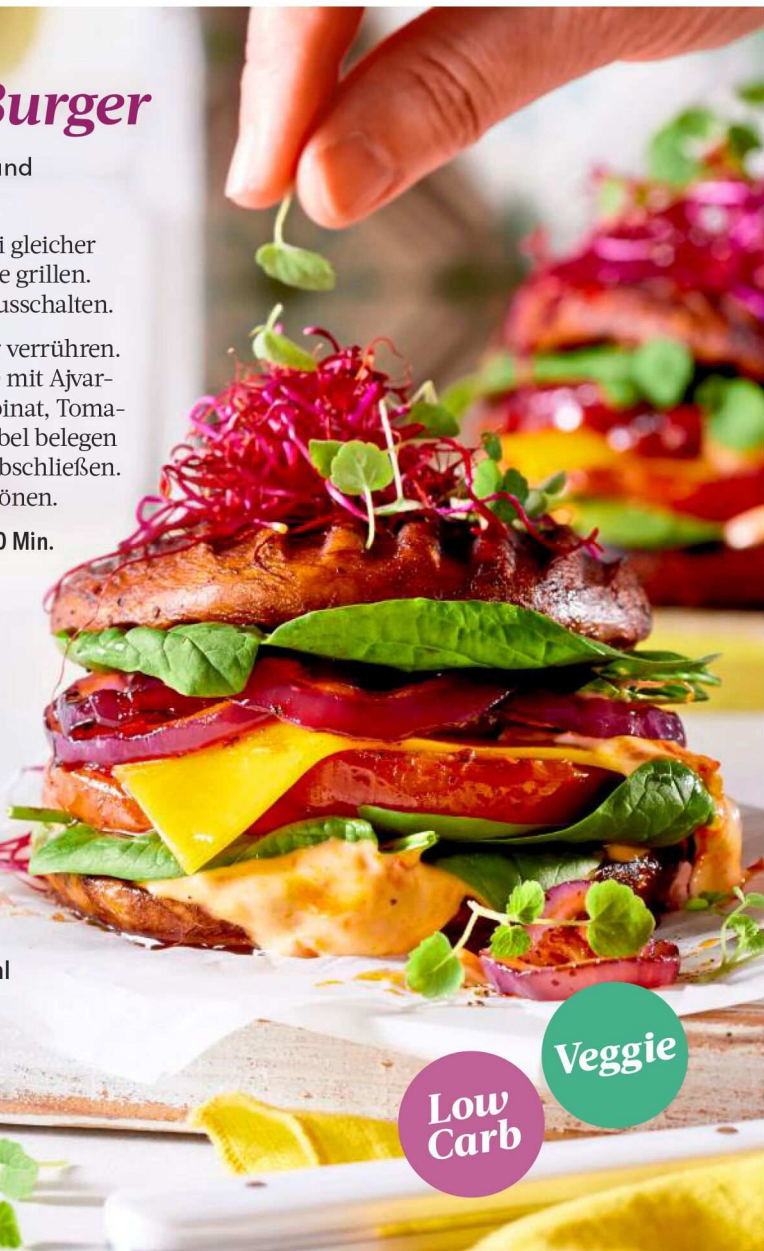 Burger
und
i gleicher
e grillen.
usschalten.
verrühren.
mit Ajvar-
pinat, Toma-
bel belegen
bschließen.
önen.
0 Min.
l
Veggie
Low
Carb